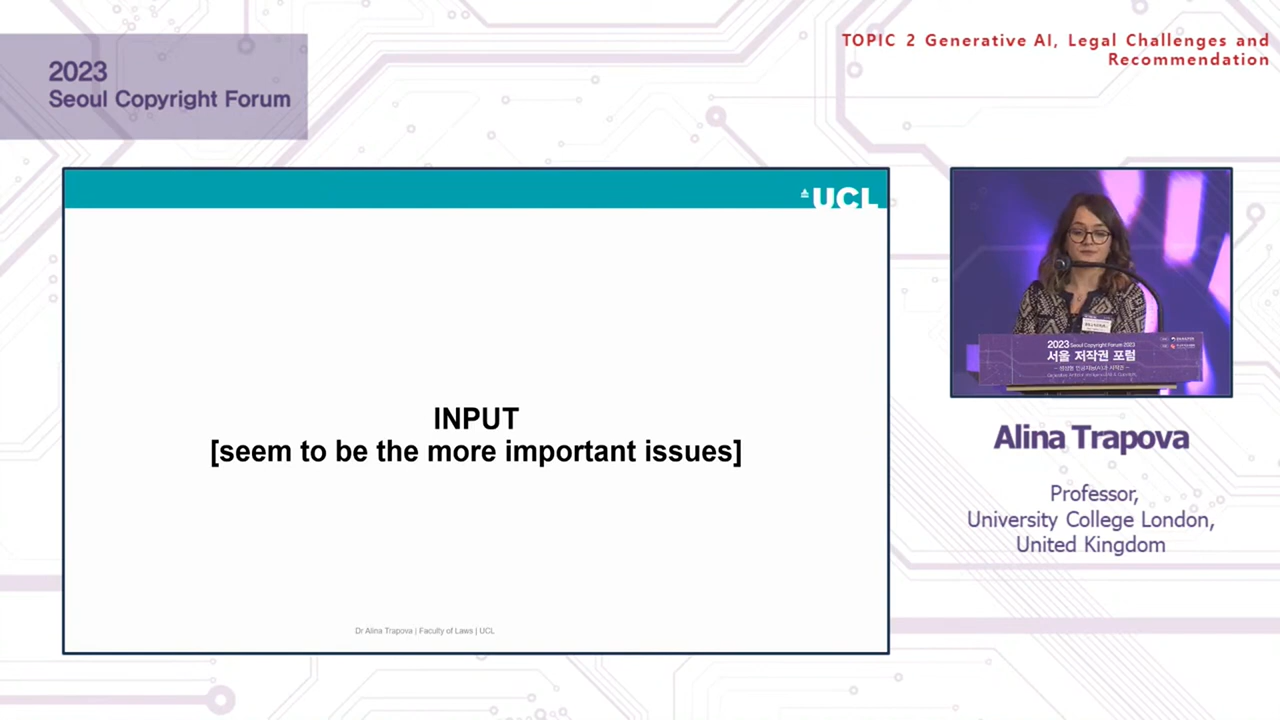 TOPIC 2 Generative AI, Legal Challenges and
Recommendation
2023
Seoul Copyright Forum
UCL
INPUT
[seem to be the more important issues]
Dr Alina Trapova | Faculty of Laws | UCL
2023 Seoul Copyright Forum 2023
서울 저작권 포럼
Alina Trapova
Professor,
University College London,
United Kingdom